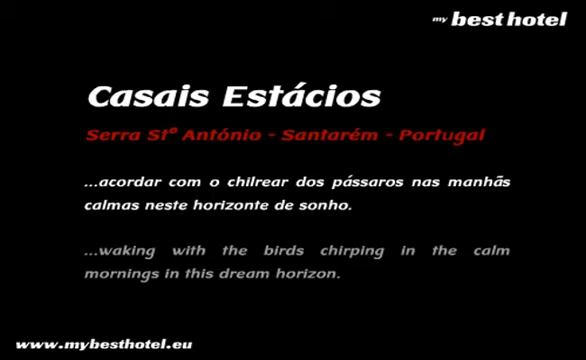 my best hotel
Casais Estácios
Serra Stº António - Santarém - Portugal
...acordar com o chilrear dos pássaros nas manhãs
calmas neste horizonte de sonho.
...waking with the birds chirping in the calm
mornings in this dream horizon.
www.mybesthotel.eu